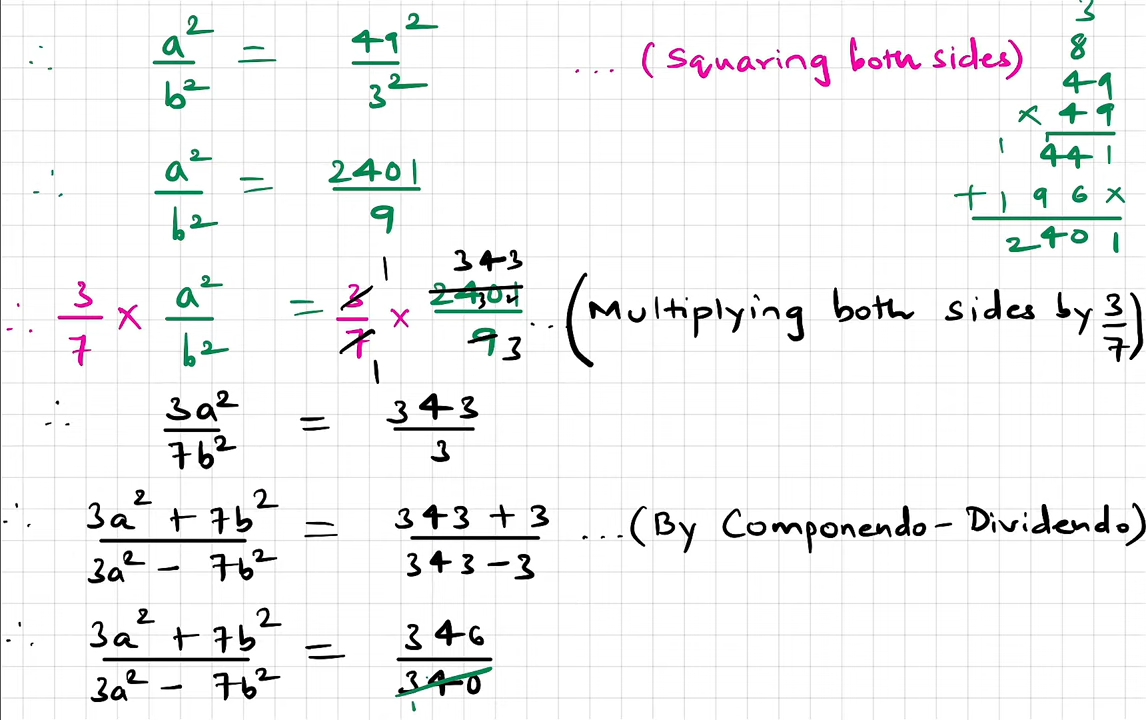 ∴ a²/b² = 49²/3² ... (Squaring both sides)
3
8
49
× 49
1 441
+ 196×
2401
∴ a²/b² = 2401/9
∴ 3/7 × a²/b² = 3/7 × 2401/9 ... (Multiplying both sides by 3/7)
1 343
1 3
∴ 3a²/7b² = 343/3
∴ 3a² + 7b² / 3a² - 7b² = 343 + 3 / 343 - 3 ... (By Componendo - Dividendo)
∴ 3a² + 7b² / 3a² - 7b² = 346 / 340
1